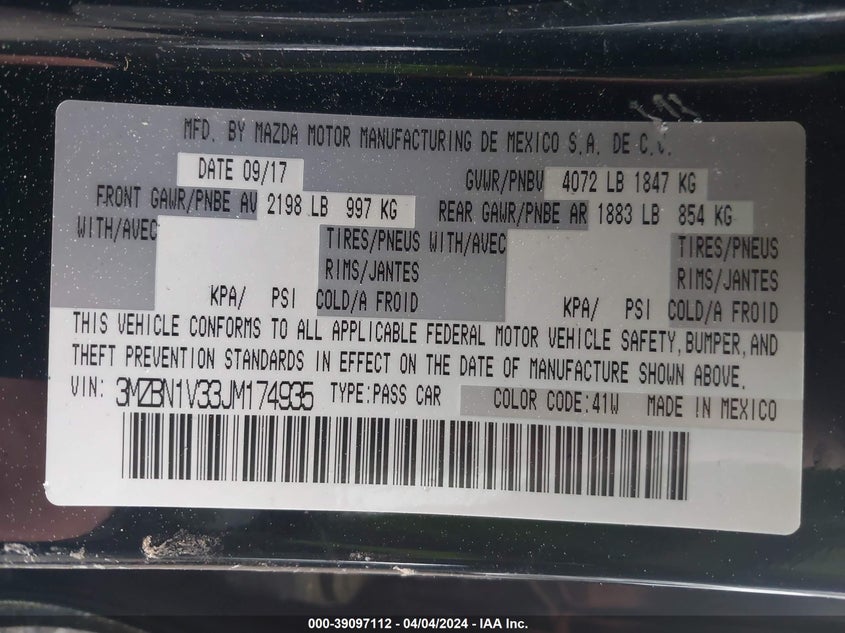 MFD. BY MAZDA MOTOR MANUFACTURING DE MEXICO S.A. DE C.V.
DATE 09/17 GVWR/PNBV 4072 LB 1847 KG
FRONT GAWR/PNBE AV 2198 LB 997 KG REAR GAWR/PNBE AR 1883 LB 854 KG
WITH/AVEC TIRES/PNEUS WITH/AVEC TIRES/PNEUS
RIMS/JANTES RIMS/JANTES
KPA/ PSI COLD/A FROID KPA/ PSI COLD/A FROID
THIS VEHICLE CONFORMS TO ALL APPLICABLE FEDERAL MOTOR VEHICLE SAFETY, BUMPER, AND
THEFT PREVENTION STANDARDS IN EFFECT ON THE DATE OF MANUFACTURE SHOWN ABOVE.
VIN: 3MZBN1V33JM174935 TYPE:PASS CAR COLOR CODE:41W MADE IN MEXICO
000-39097112 / 04/04/2024 - IAA Inc.